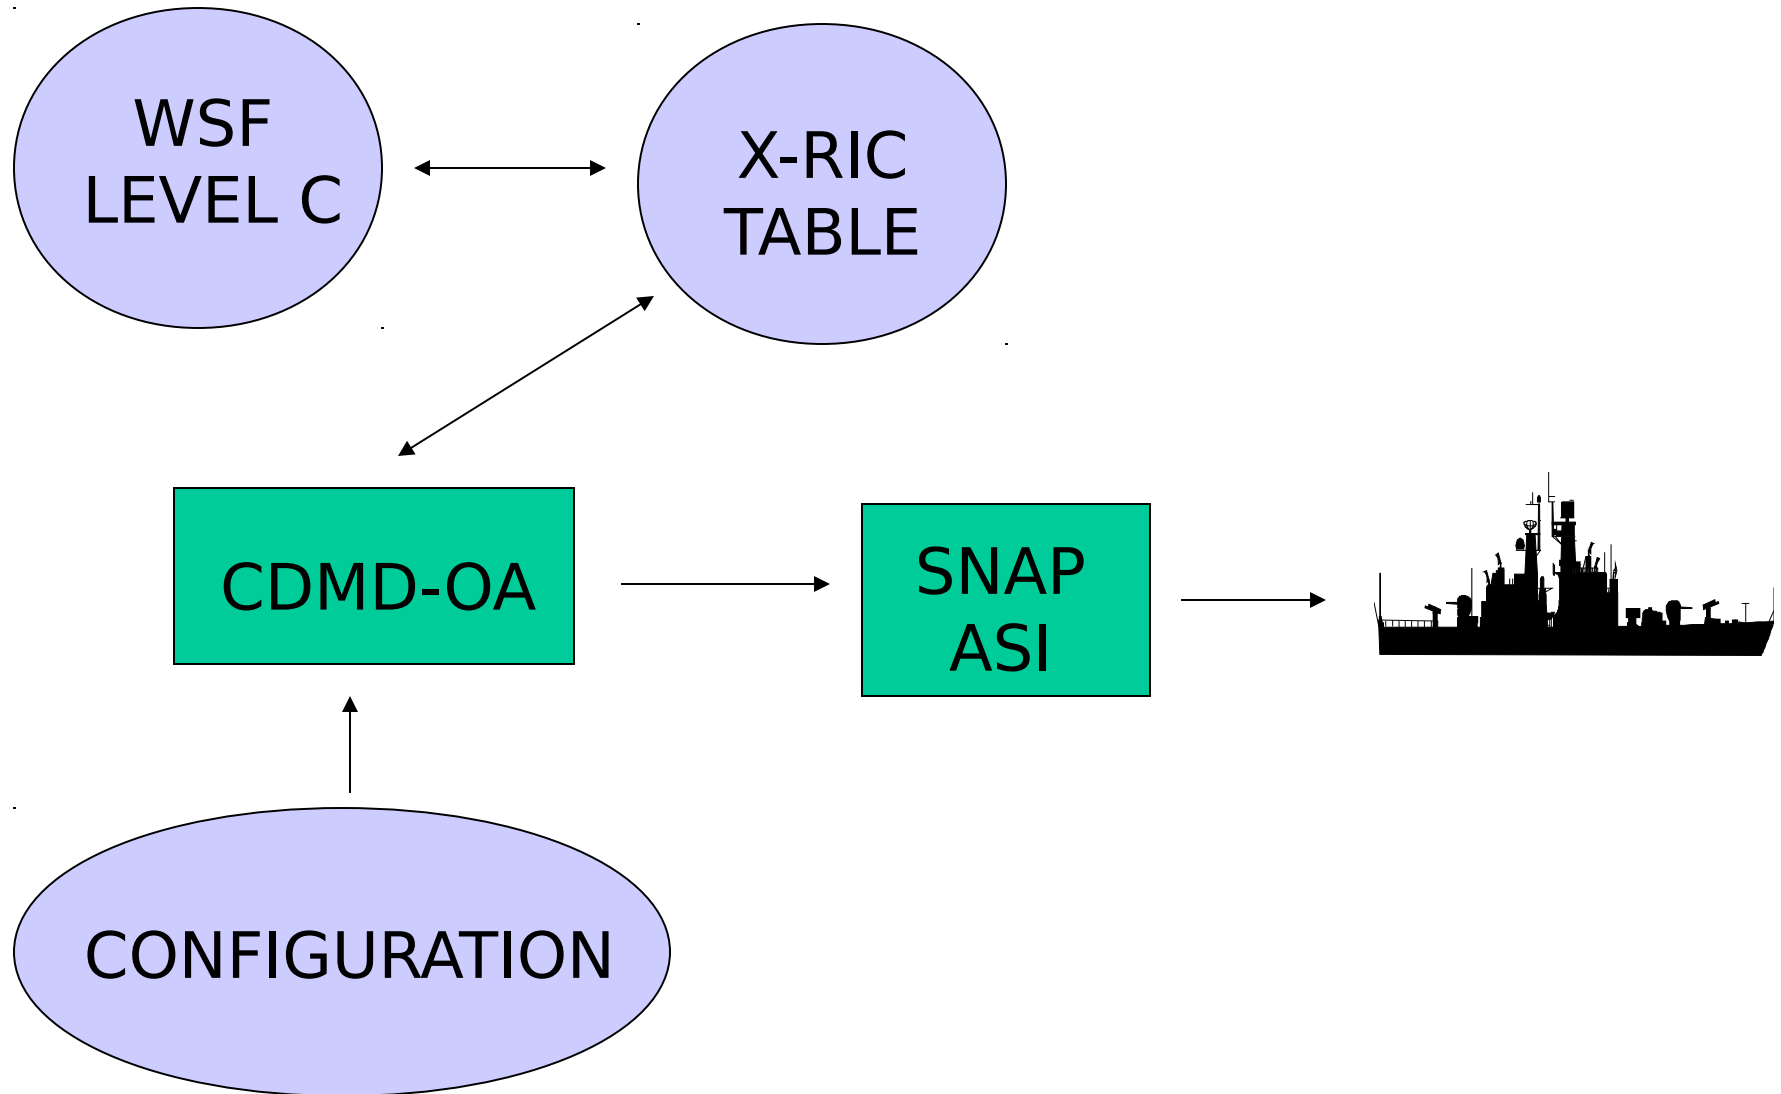 WSF
LEVEL C
X-RIC
TABLE
CDMD-OA
SNAP
ASI
CONFIGURATION